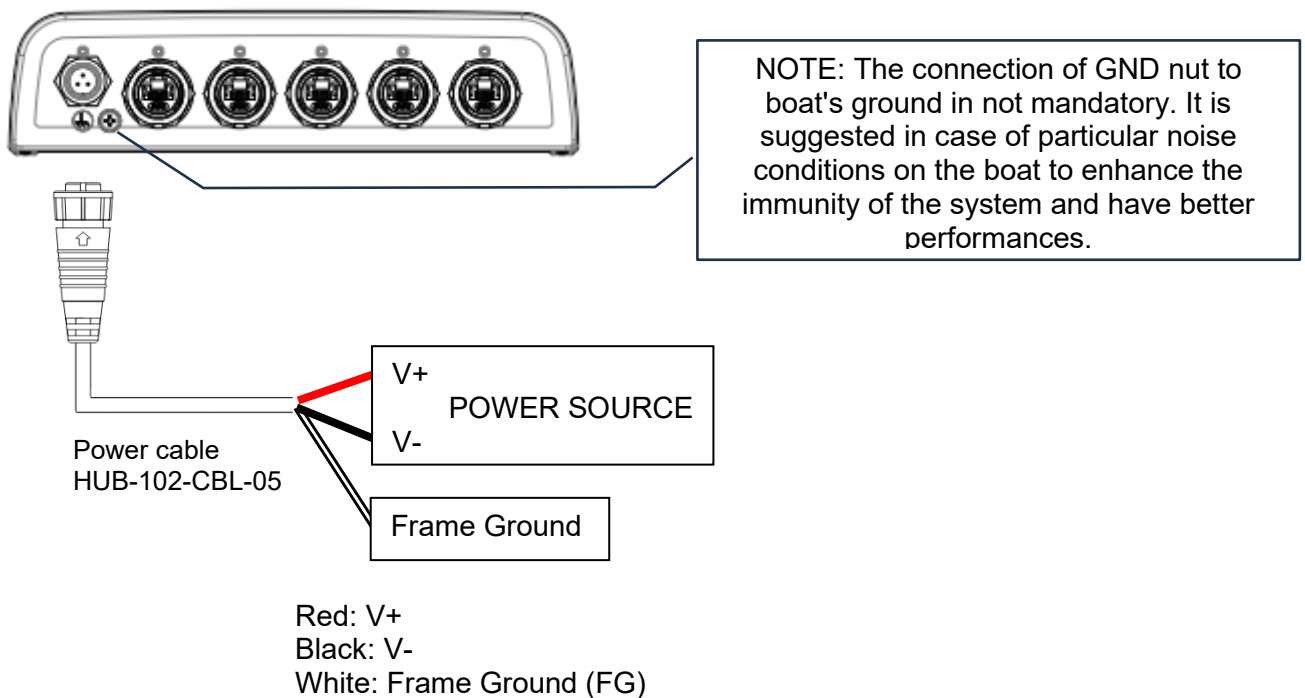 NOTE: The connection of GND nut to
boat's ground in not mandatory. It is
suggested in case of particular noise
conditions on the boat to enhance the
immunity of the system and have better
performances.
V+
POWER SOURCE
V-
Power cable
HUB-102-CBL-05
Frame Ground
Red: V+
Black: V-
White: Frame Ground (FG)